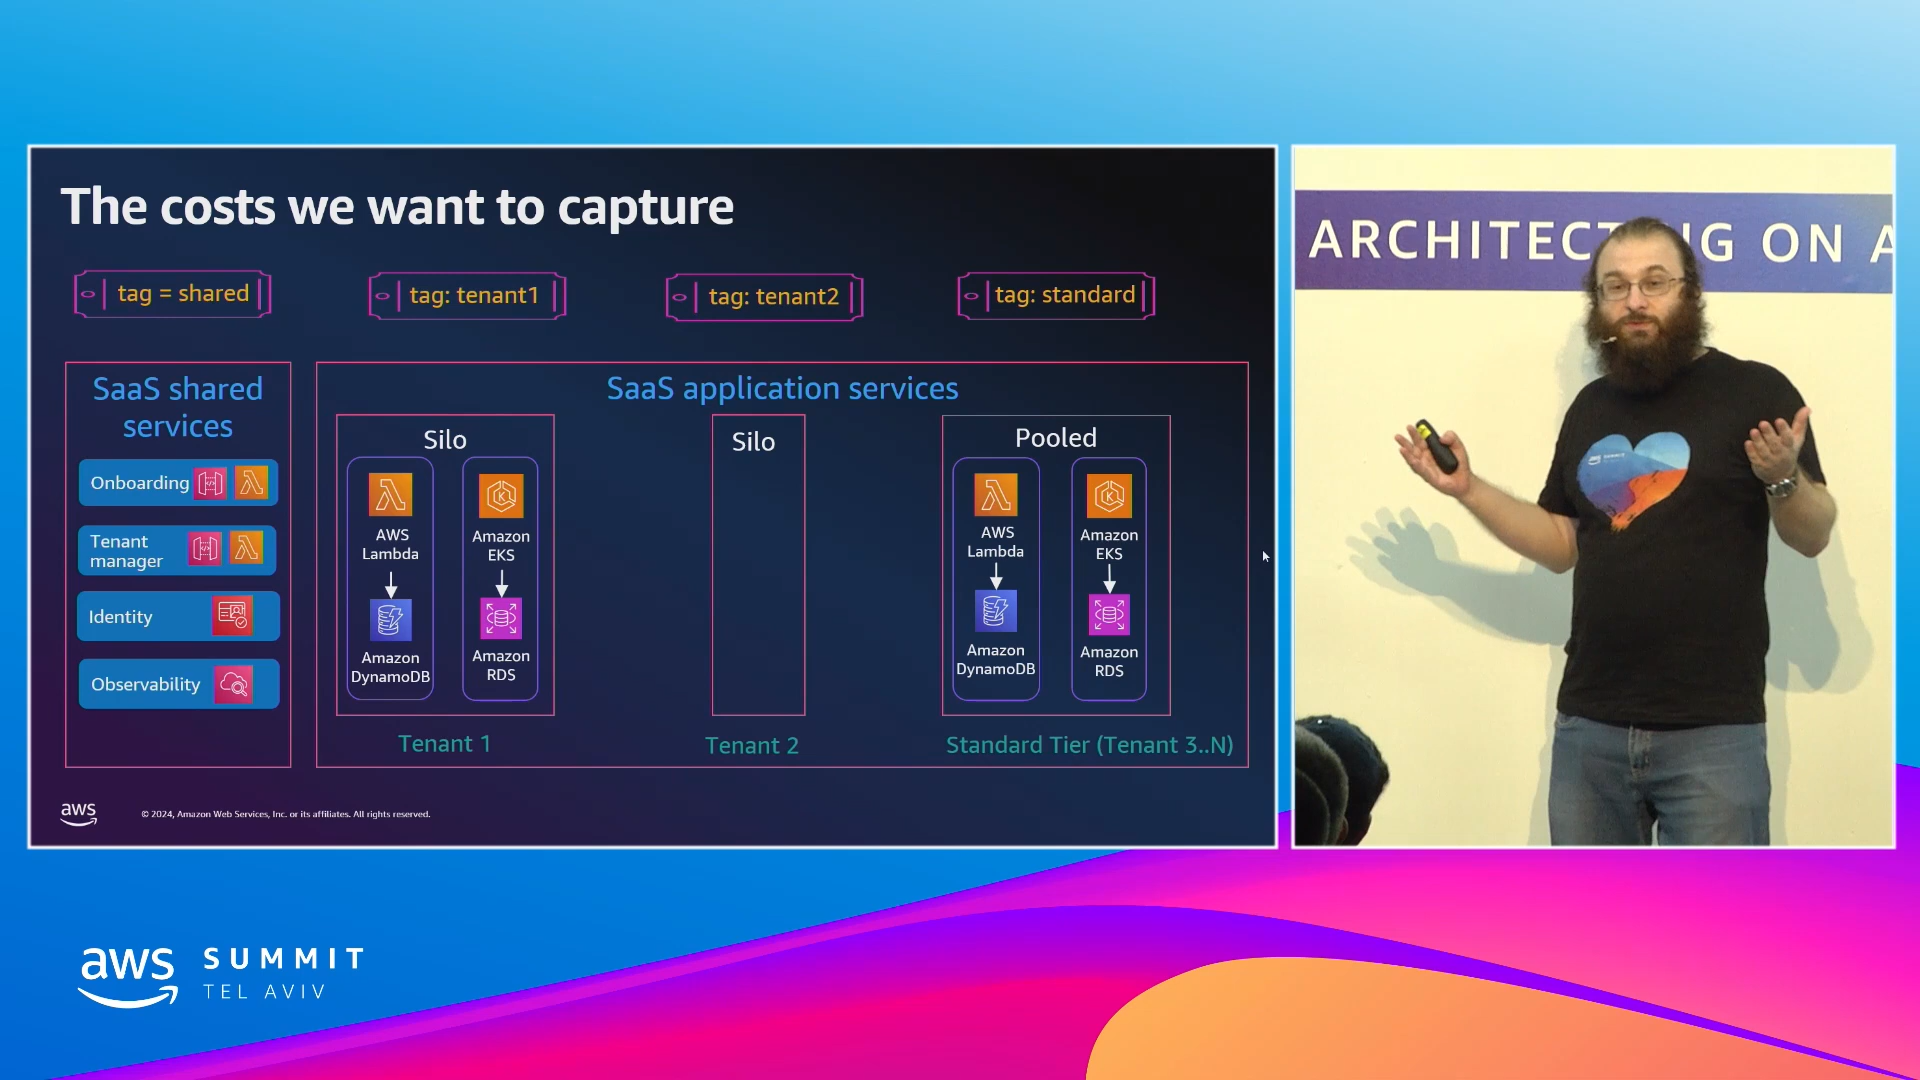 The costs we want to capture
tag = shared
tag: tenant1
tag: tenant2
tag: standard
SaaS shared
services
Onboarding
Tenant
manager
Identity
Observability
SaaS application services
Silo
AWS
Lambda
Amazon
DynamoDB
Amazon
EKS
Amazon
RDS
Tenant 1
Silo
Tenant 2
Pooled
AWS
Lambda
Amazon
DynamoDB
Amazon
EKS
Amazon
RDS
Standard Tier (Tenant 3..N)
aws
© 2024, Amazon Web Services, Inc. or its affiliates. All rights reserved.
ON A
aws
aws SUMMIT
TEL AVIV